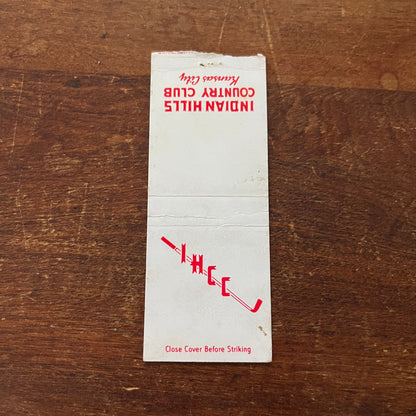 INDIAN HILLS
COUNTRY CLUB
Kansas City
IHCC
Close Cover Before Striking